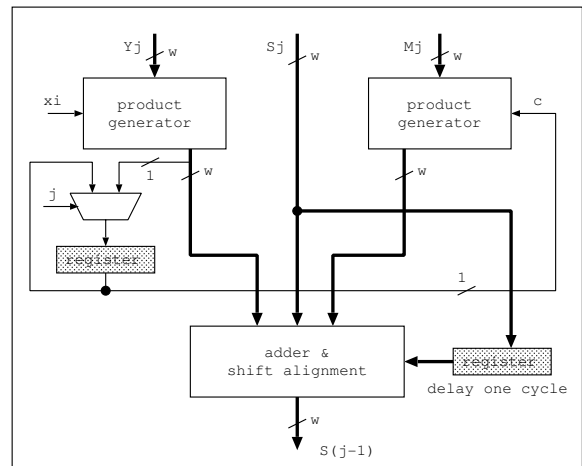 Yj
w
Sj
w
Mj
w
xi
product
generator
product
generator
c
1
w
w
j
register
1
adder &
shift alignment
register
delay one cycle
w
S(j-1)